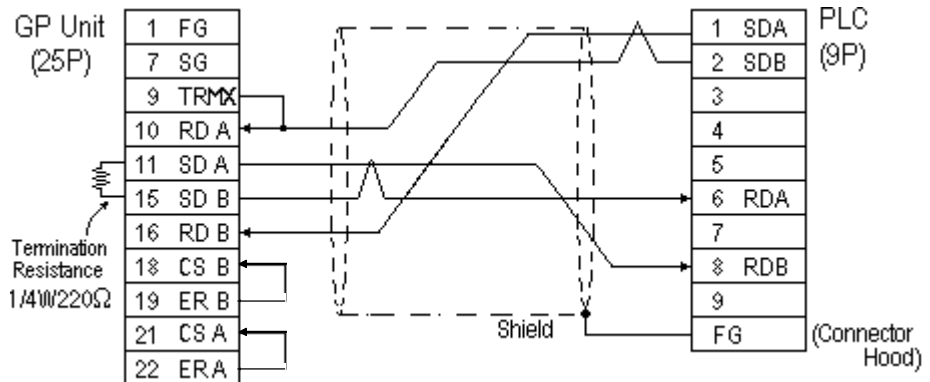 GP Unit
(25P)
1 FG
7 SG
9 TRMX
10 RD A
11 SD A
15 SD B
16 RD B
18 CS B
19 ER B
21 CS A
22 ERA
Termination
Resistance
1/4W220Ω
Shield
PLC
(9P)
1 SDA
2 SDB
3
4
5
6 RDA
7
8 RDB
9
FG
(Connector
Hood)